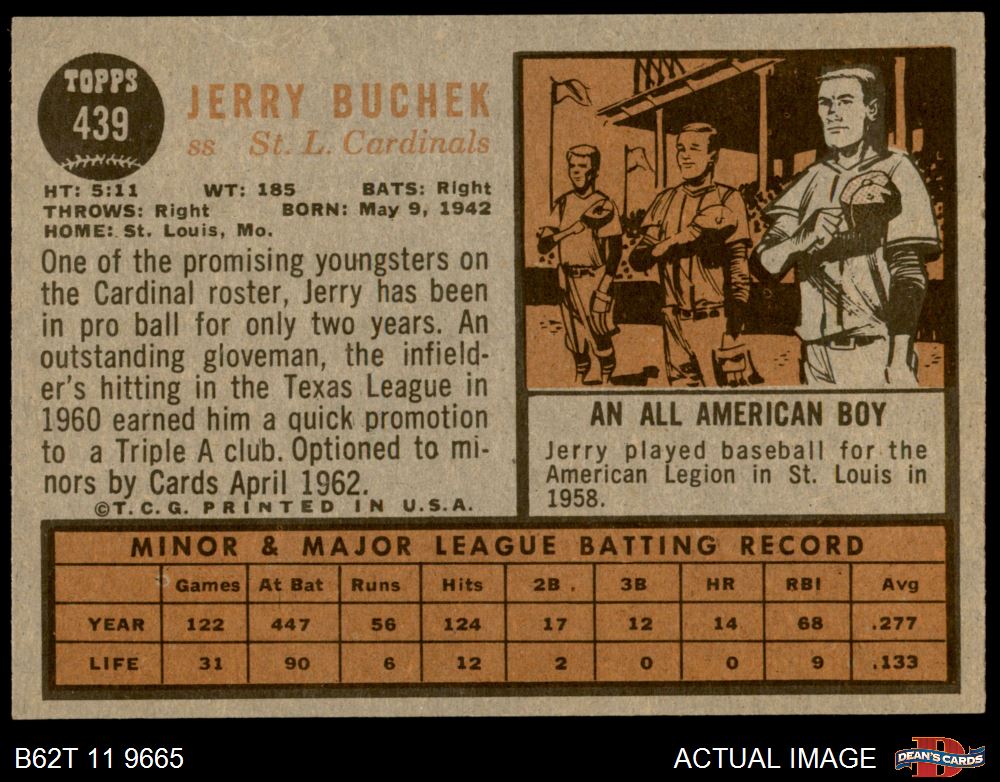 TOPPS
439
JERRY BUCHEK
ss St. L. Cardinals
HT: 5:11 WT: 185 BATS: Right
THROWS: Right BORN: May 9, 1942
HOME: St. Louis, Mo.
One of the promising youngsters on
the Cardinal roster, Jerry has been
in pro ball for only two years. An
outstanding gloveman, the infield-
er's hitting in the Texas League in
1960 earned him a quick promotion
to a Triple A club. Optioned to mi-
nors by Cards April 1962.
©T.C.G. PRINTED IN U.S.A.
AN ALL AMERICAN BOY
Jerry played baseball for the
American Legion in St. Louis in
1958.
MINOR & MAJOR LEAGUE BATTING RECORD
Games At Bat Runs Hits 2B. 3B HR RBI Avg
YEAR 122 447 56 124 17 12 14 68 .277
LIFE 31 90 6 12 2 0 0 9 .133
B62T 11 9665
ACTUAL IMAGE
D
DEAN'S CARDS